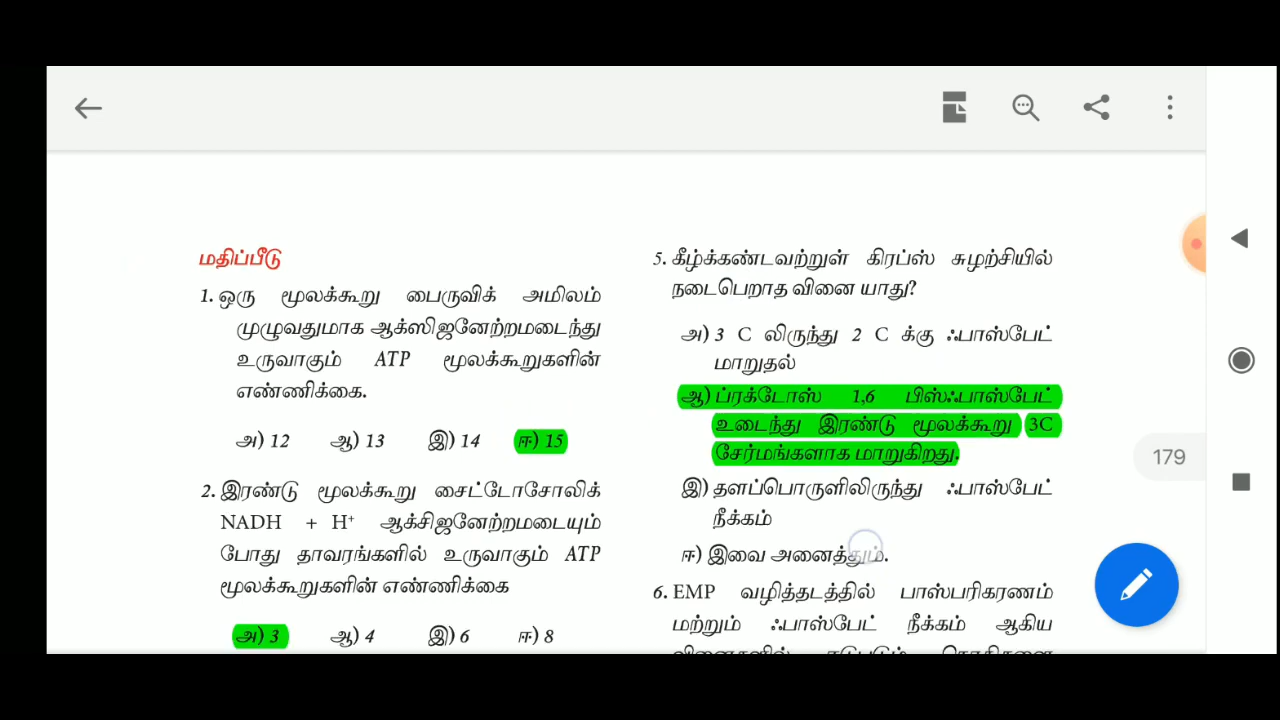 மதிப்பீடு
1. ஒரு மூலக்கூறு பைருவிக் அமிலம்
முழுவதுமாக ஆக்ஸிஜனேற்றமடைந்து
உருவாகும் ATP மூலக்கூறுகளின்
எண்ணிக்கை.
அ) 12 ஆ) 13 இ) 14 ஈ) 15
2. இரண்டு மூலக்கூறு சைட்டோசோலிக்
NADH + H⁺ ஆக்சிஜனேற்றமடையும்
போது தாவரங்களில் உருவாகும் ATP
மூலக்கூறுகளின் எண்ணிக்கை
அ) 3 ஆ) 4 இ) 6 ஈ) 8
5. கீழ்க்கண்டவற்றுள் கிரப்ஸ் சுழற்சியில்
நடைபெறாத வினை யாது?
அ) 3 C லிருந்து 2 C க்கு ஃபாஸ்பேட்
மாறுதல்
ஆ) ப்ரக்டோஸ் 1,6 பிஸ்ஃபாஸ்பேட்
உடைந்து இரண்டு மூலக்கூறு 3C
சேர்மங்களாக மாறுகிறது.
இ) தளப்பொருளிலிருந்து ஃபாஸ்பேட்
நீக்கம்
ஈ) இவை அனைத்தும்.
6. EMP வழித்தடத்தில் பாஸ்பரிகரணம்
மற்றும் ஃபாஸ்பேட் நீக்கம் ஆகிய
179